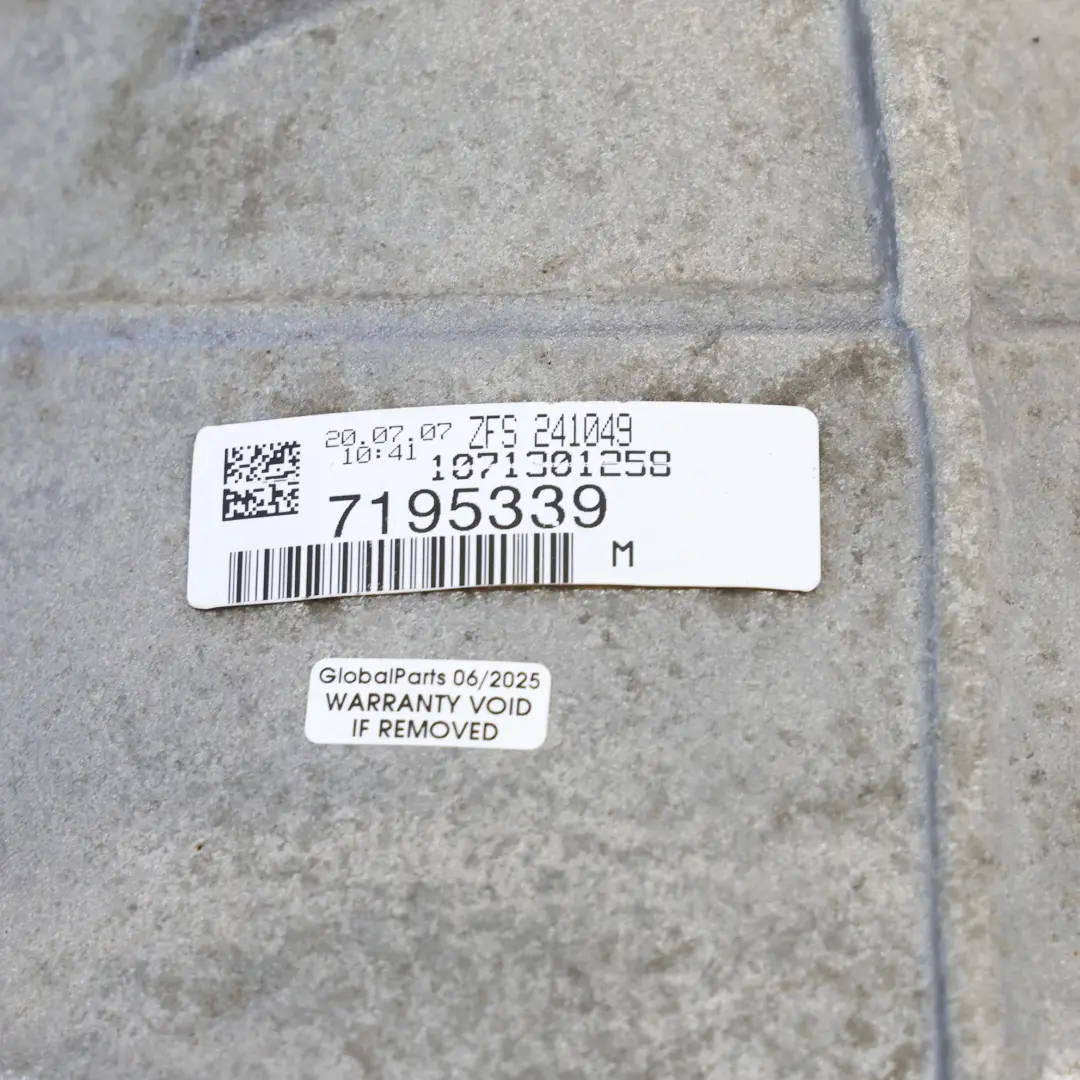 20.07.07 ZFS 241049
10:41 1071301258
7195339
M
GlobalParts 06/2025
WARRANTY VOID
IF REMOVED